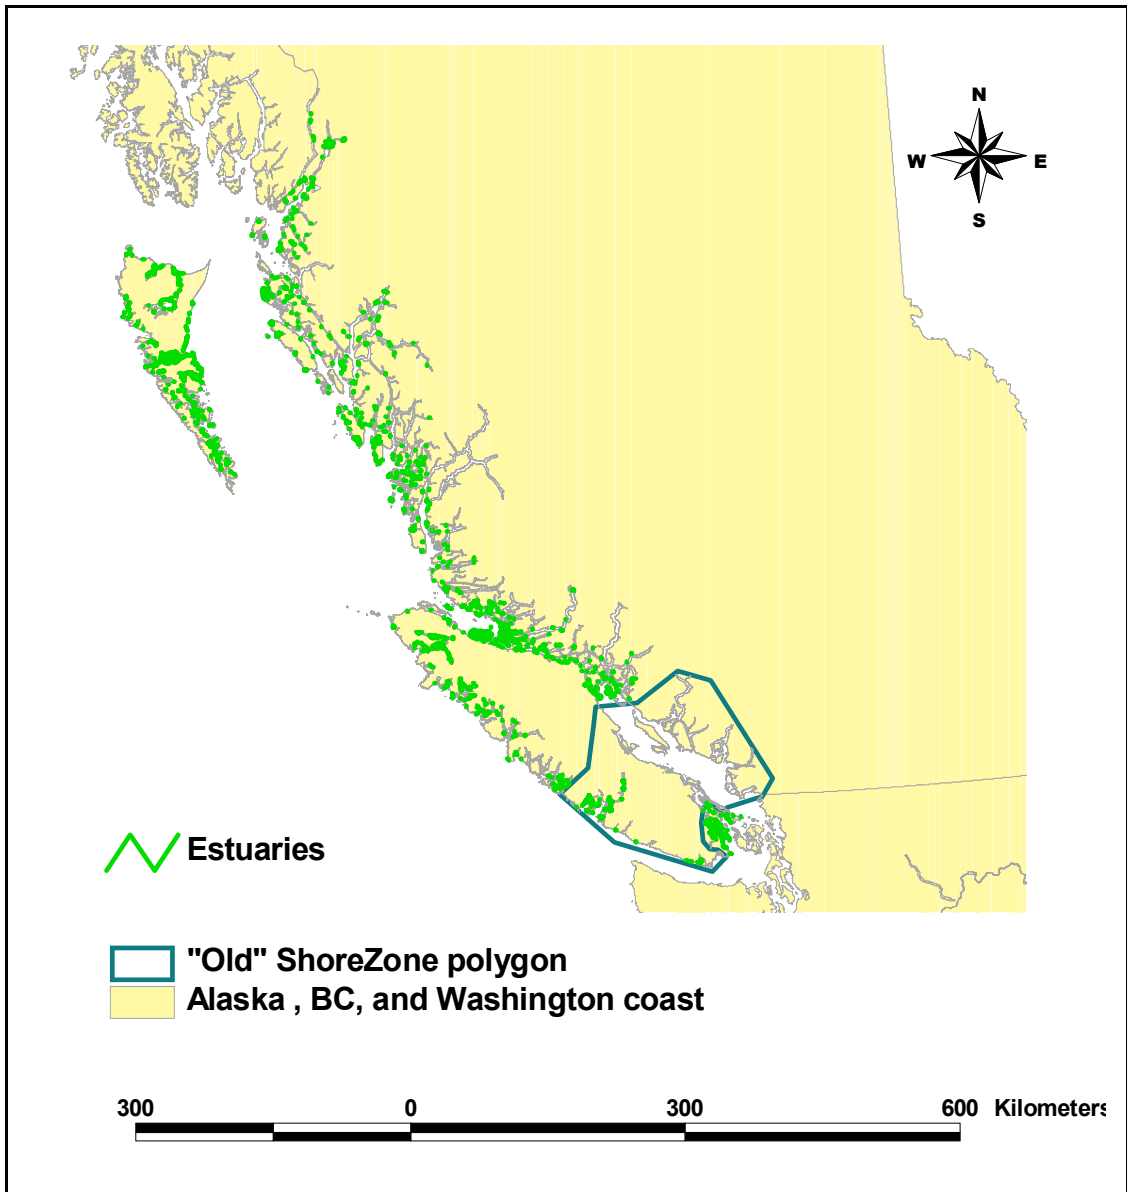 N
W E
S
Estuaries
"Old" ShoreZone polygon
Alaska , BC, and Washington coast
300 0 300 600 Kilometers